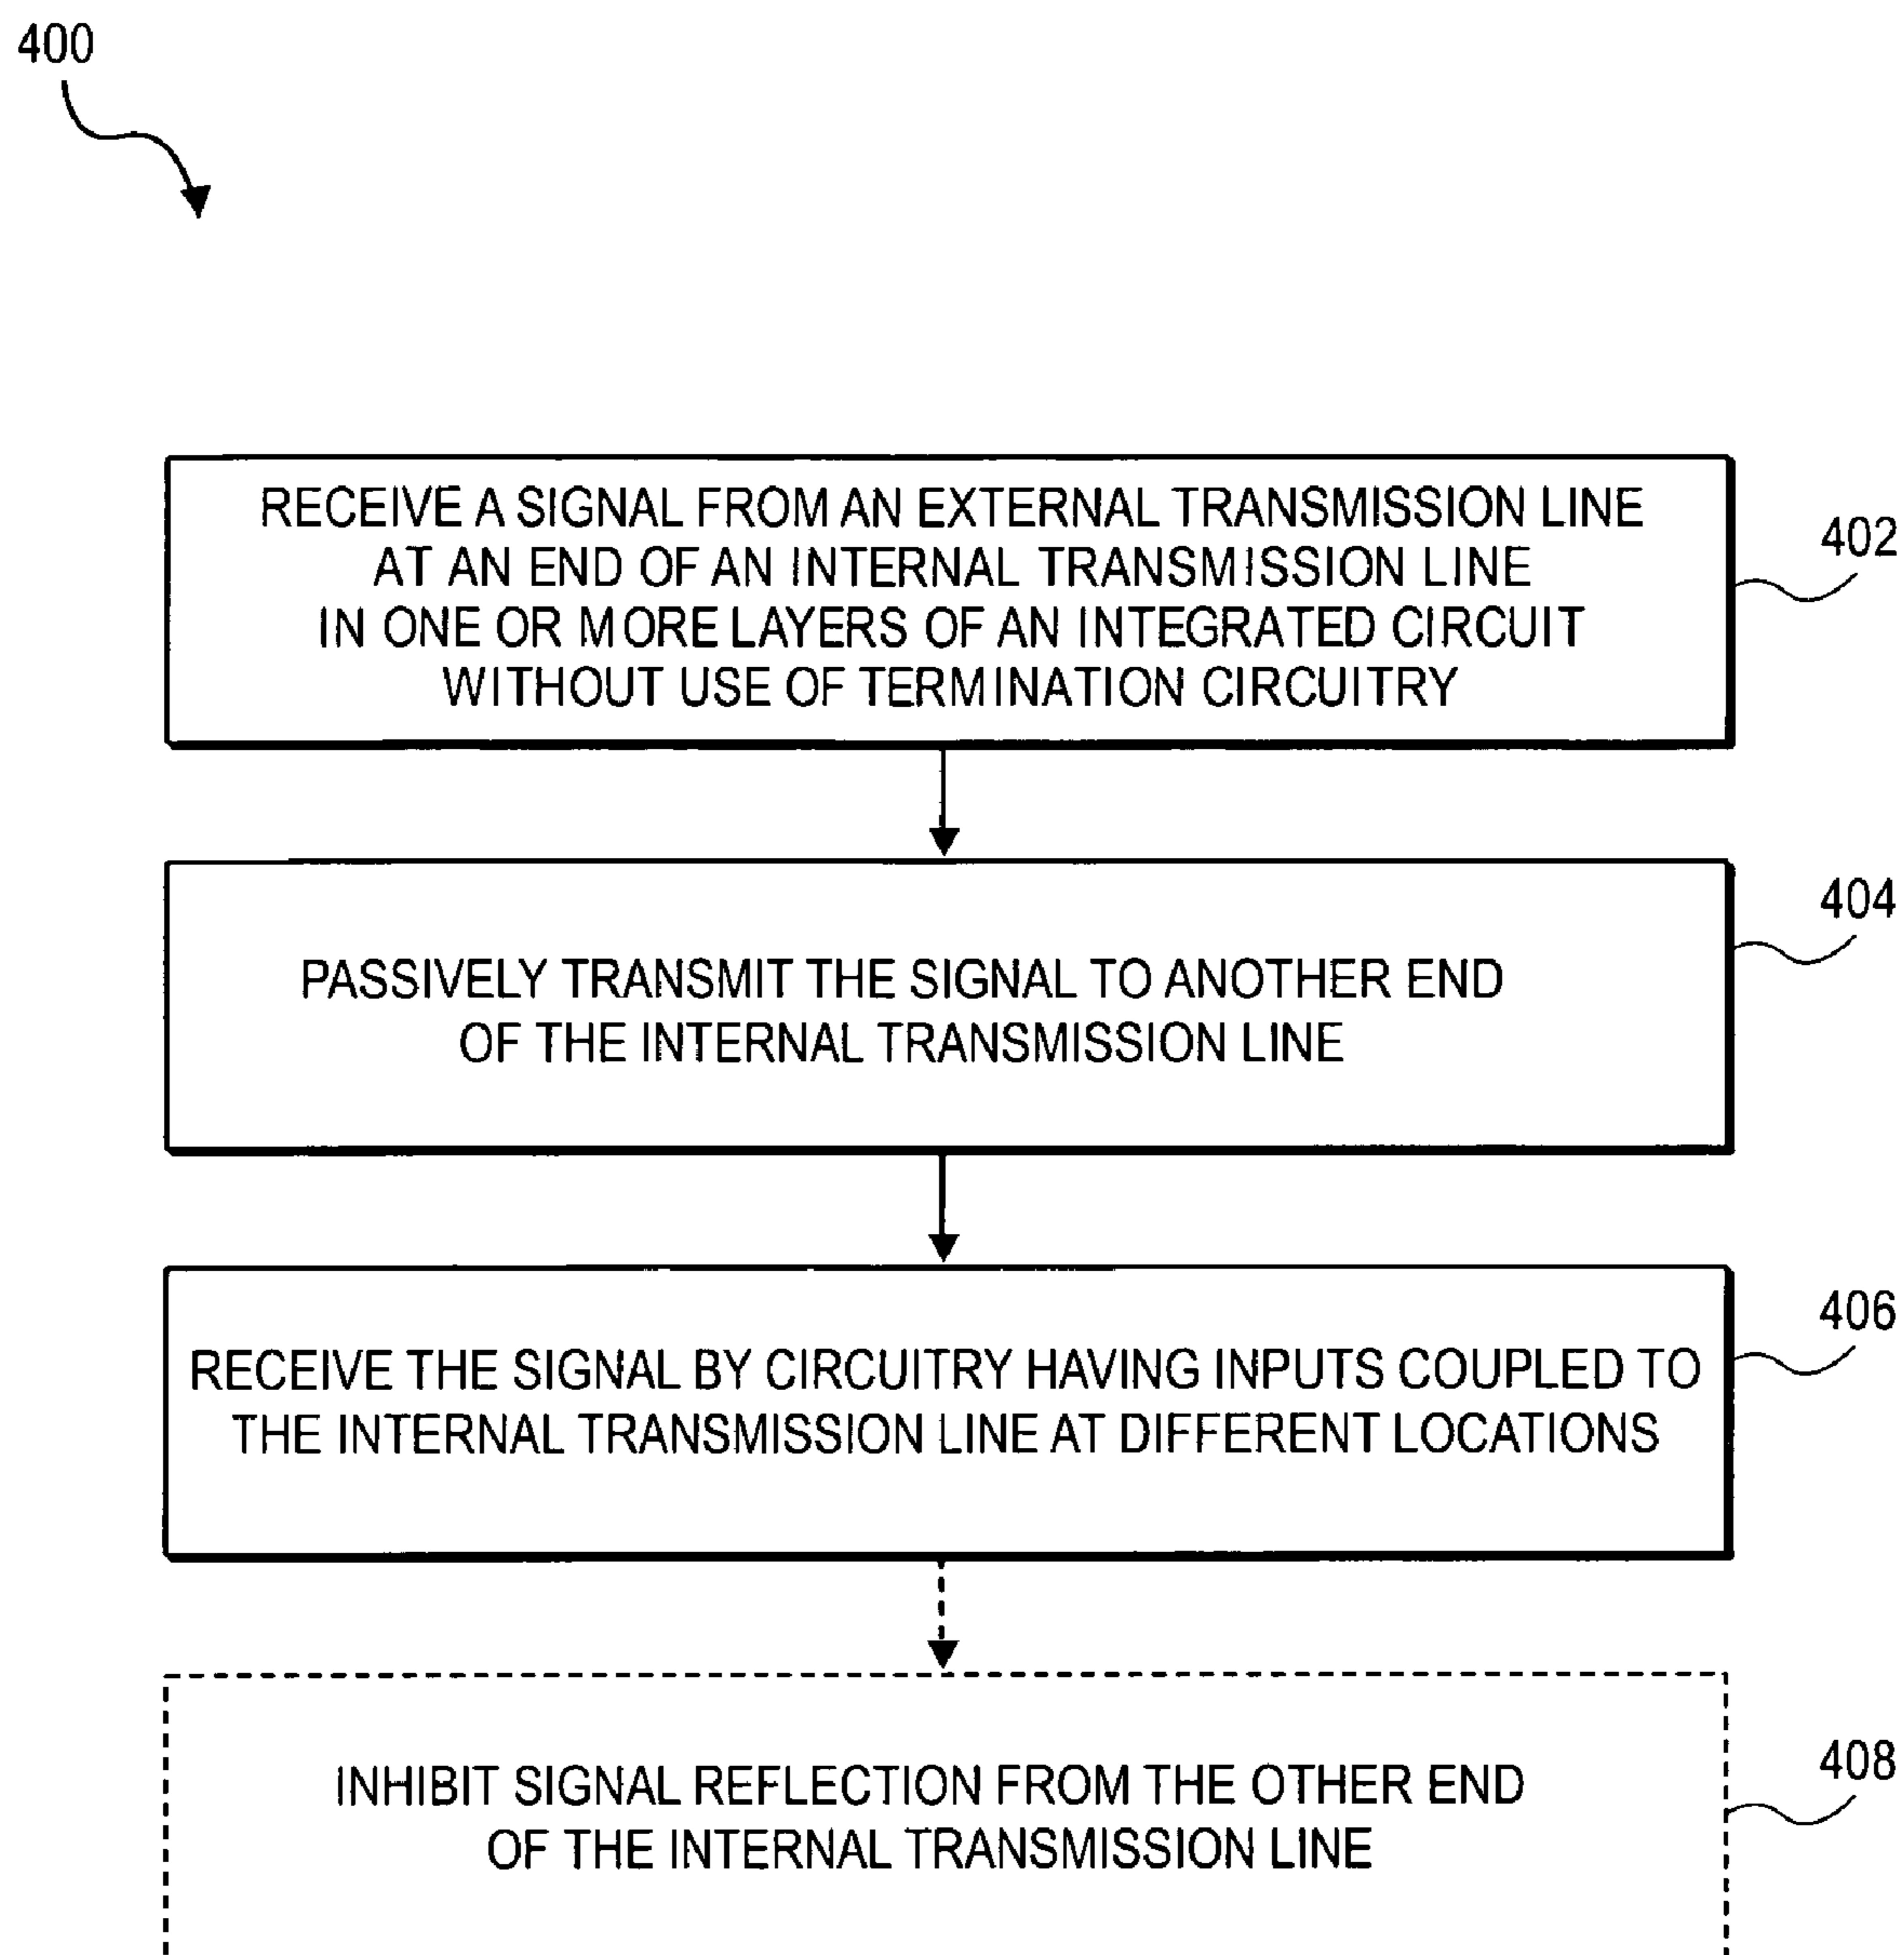 400
RECEIVE A SIGNAL FROM AN EXTERNAL TRANSMISSION LINE
AT AN END OF AN INTERNAL TRANSMISSION LINE
IN ONE OR MORE LAYERS OF AN INTEGRATED CIRCUIT
WITHOUT USE OF TERMINATION CIRCUITRY
402
PASSIVELY TRANSMIT THE SIGNAL TO ANOTHER END
OF THE INTERNAL TRANSMISSION LINE
404
RECEIVE THE SIGNAL BY CIRCUITRY HAVING INPUTS COUPLED TO
THE INTERNAL TRANSMISSION LINE AT DIFFERENT LOCATIONS
406
INHIBIT SIGNAL REFLECTION FROM THE OTHER END
OF THE INTERNAL TRANSMISSION LINE
408